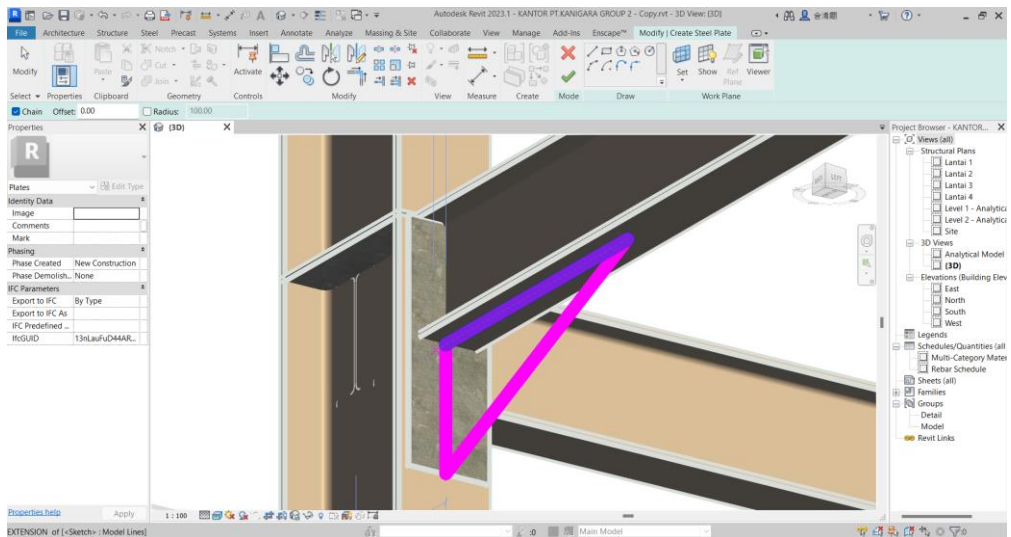 Autodesk Revit 2023.1 - KANTOR PT.KANIGARA GROUP 2 - Copy.rvt - 3D View: {3D}
File Architecture Structure Steel Precast Systems Insert Annotate Analyze Massing & Site Collaborate View Manage Add-Ins Enscape™ Modify | Create Steel Plate
Modify
Paste
Notch
Cut
Join
Activate
Set Show Ref Plane Viewer
Select Properties Clipboard Geometry Controls Modify View Measure Create Mode Draw Work Plane
Chain Offset: 0.00 Radius: 100.00
Properties X {3D} X Project Browser - KANTOR... X
R
Plates Edit Type
Identity Data
Image
Comments
Mark
Phasing
Phase Created New Construction
Phase Demolish... None
IFC Parameters
Export to IFC By Type
Export to IFC As
IFC Predefined ...
IfcGUID 13nLauFuD44AR...
Views (all)
Structural Plans
Lantai 1
Lantai 2
Lantai 3
Lantai 4
Level 1 - Analytica
Level 2 - Analytica
Site
3D Views
Analytical Model
{3D}
Elevations (Building Elev
East
North
South
West
Legends
Schedules/Quantities (all
Multi-Category Mater
Rebar Schedule
Sheets (all)
Families
Groups
Detail
Model
Revit Links
Properties help Apply 1 : 100
EXTENSION of [<Sketch> : Model Lines] :0 Main Model :0